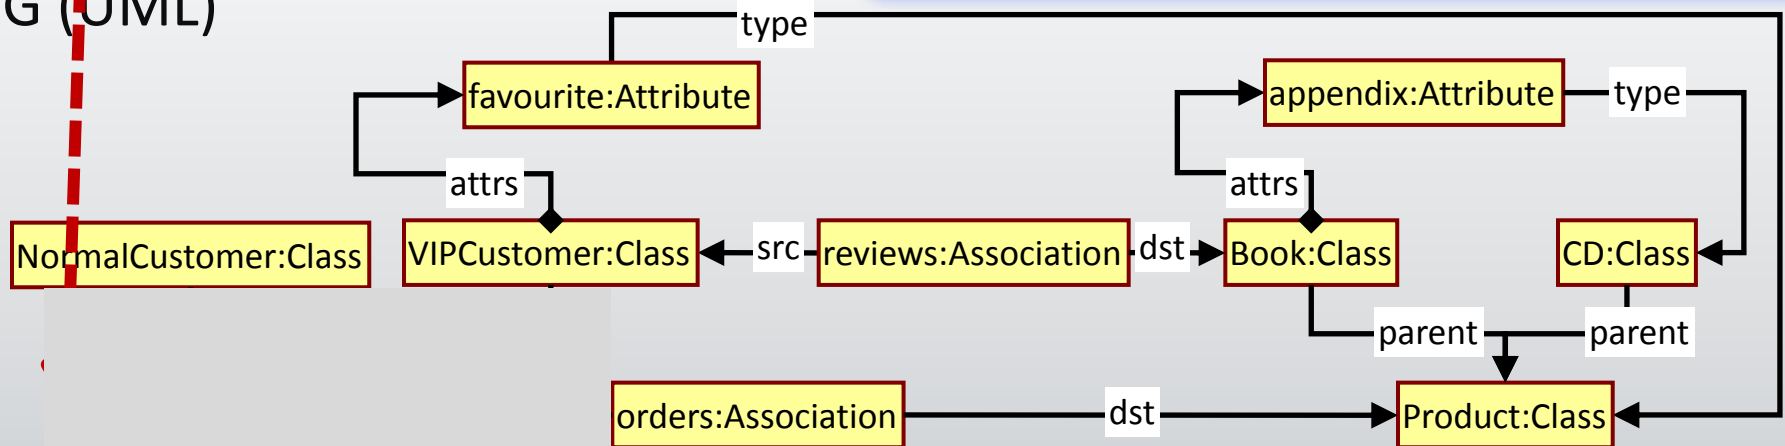 G (UML)
type
favourite:Attribute
appendix:Attribute
type
attrs
attrs
NormalCustomer:Class
VIPCustomer:Class
src
reviews:Association
dst
Book:Class
CD:Class
parent
parent
orders:Association
dst
Product:Class